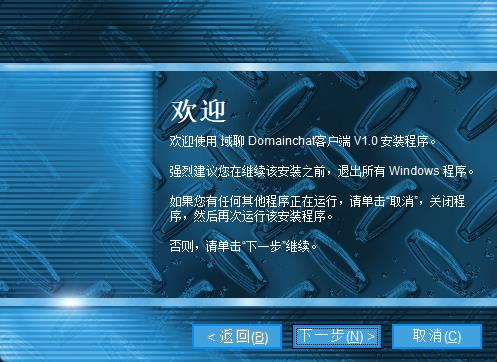 欢迎
欢迎使用 域聊 Domainchat客户端 V1.0 安装程序。
强烈建议您在继续该安装之前，退出所有 Windows 程序。
如果您有任何其他程序正在运行，请单击“取消”，关闭程
序，然后再次运行该安装程序。
否则，请单击“下一步”继续。
< 返回(B) 下一步(N) > 取消(C)